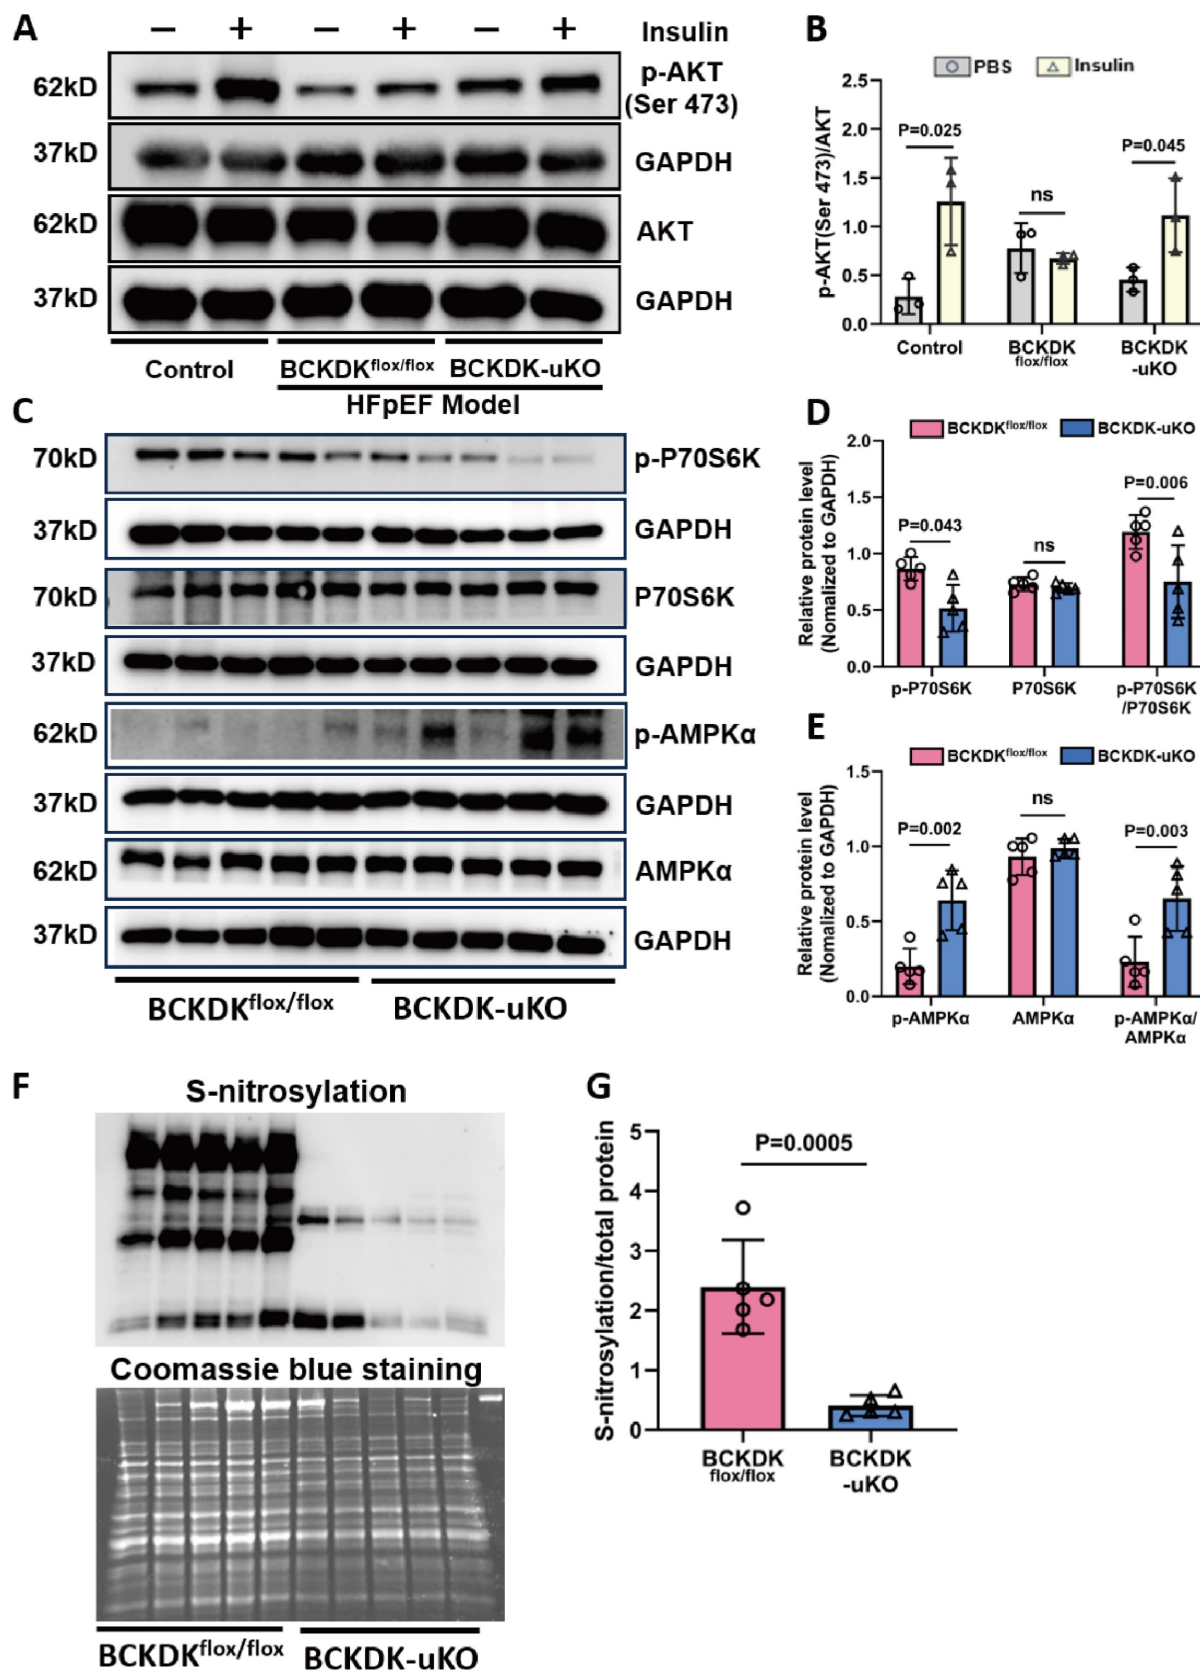 A
− + − + − + Insulin
62kD
p-AKT
(Ser 473)
37kD GAPDH
62kD AKT
37kD GAPDH
Control
BCKDKflox/flox BCKDK-uKO
HFpEF Model
B
PBS Insulin
p-AKT(Ser 473)/AKT
2.5
2.0
1.5
1.0
0.5
0.0
P=0.025
ns
P=0.045
Control
BCKDK
flox/flox
BCKDK
-uKO
C
70kD p-P70S6K
37kD GAPDH
70kD P70S6K
37kD GAPDH
62kD p-AMPKα
37kD GAPDH
62kD AMPKα
37kD GAPDH
BCKDKflox/flox BCKDK-uKO
D
BCKDKflox/flox BCKDK-uKO
Relative protein level
(Normalized to GAPDH)
2.0
1.5
1.0
0.5
0.0
P=0.043
ns
P=0.006
p-P70S6K
P70S6K
p-P70S6K
/P70S6K
E
BCKDKflox/flox BCKDK-uKO
Relative protein level
(Normalized to GAPDH)
1.5
1.0
0.5
0.0
P=0.002
ns
P=0.003
p-AMPKα
AMPKα
p-AMPKα/
AMPKα
F
S-nitrosylation
Coomassie blue staining
BCKDKflox/flox BCKDK-uKO
G
S-nitrosylation/total protein
5
4
3
2
1
0
P=0.0005
BCKDK
flox/flox
BCKDK
-uKO